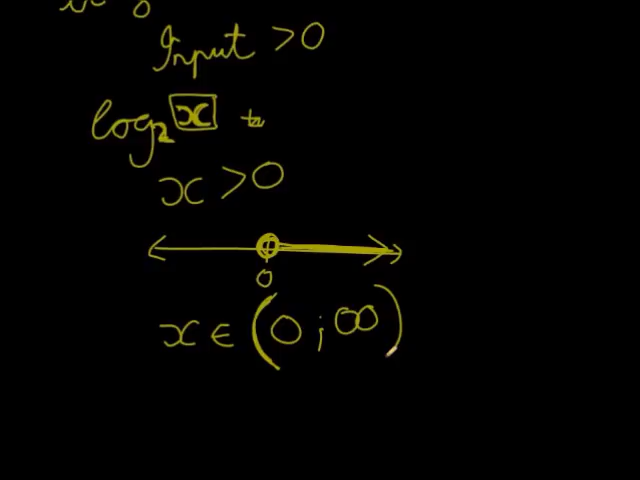 Input > 0
log₂ x
x > 0
0
x ∈ (0 ; ∞)